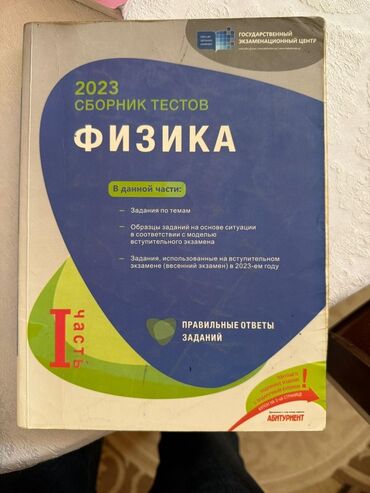 ГОСУДАРСТВЕННЫЙ
ЭКЗАМЕНАЦИОННЫЙ ЦЕНТР
2023
СБОРНИК ТЕСТОВ
ФИЗИКА
В данной части:
— Задания по темам
— Образцы заданий на основе ситуации
в соответствии с моделью
вступительного экзамена
— Задания, использованные на вступительном
экзамене (весенний экзамен) в 2023-ем году
I часть
ПРАВИЛЬНЫЕ ОТВЕТЫ
ЗАДАНИЙ
АБИТУРИЕНТ